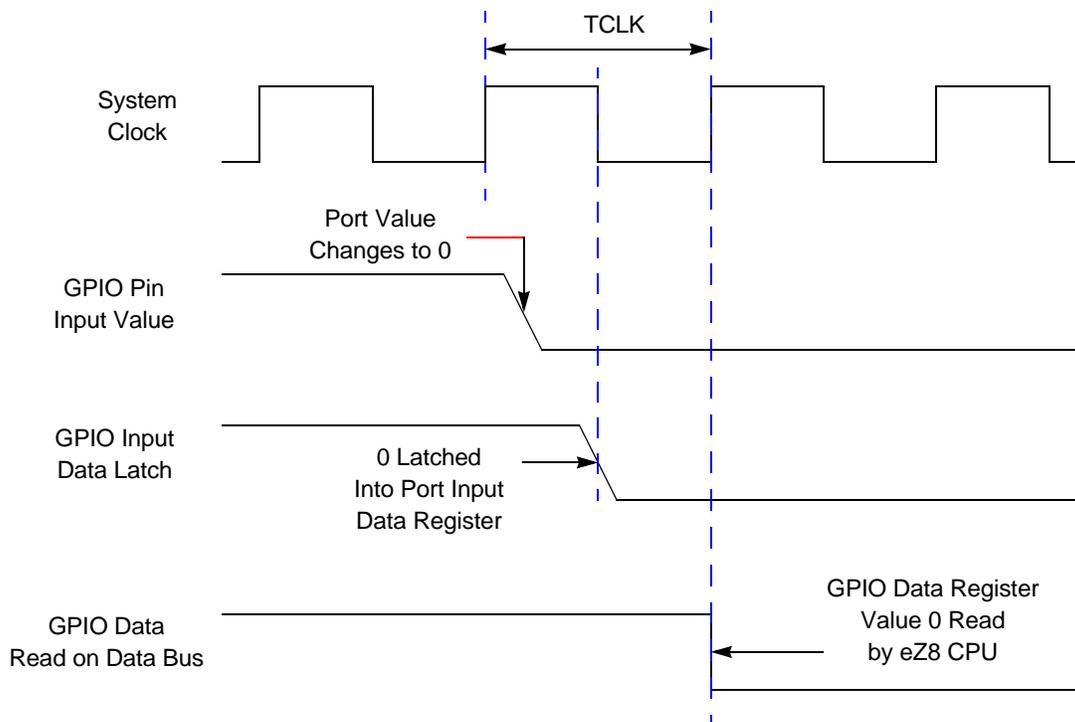 TCLK
System
Clock
Port Value
Changes to 0
GPIO Pin
Input Value
GPIO Input
Data Latch
0 Latched
Into Port Input
Data Register
GPIO Data Register
Value 0 Read
by eZ8 CPU
GPIO Data
Read on Data Bus